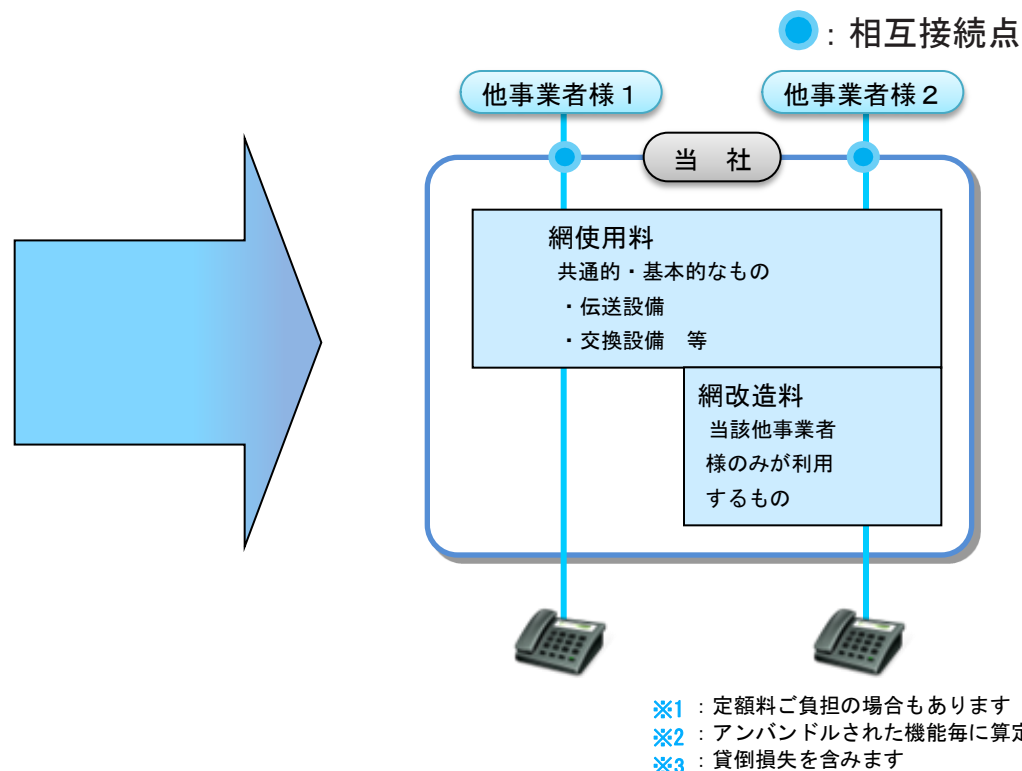 ：相互接続点
他事業者様１
他事業者様２
当　社
網使用料
共通的・基本的なもの
・伝送設備
・交換設備　等
網改造料
当該他事業者
様のみが利用
するもの
※1：定額料ご負担の場合もあります
※2：アンバンドルされた機能毎に算定
※3：貸倒損失を含みます